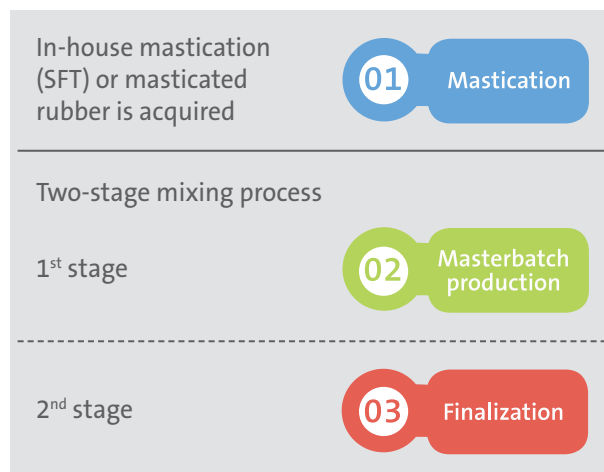 In-house mastication
(SFT) or masticated
rubber is acquired
01 Mastication
Two-stage mixing process
1st stage
02 Masterbatch
production
2nd stage
03 Finalization